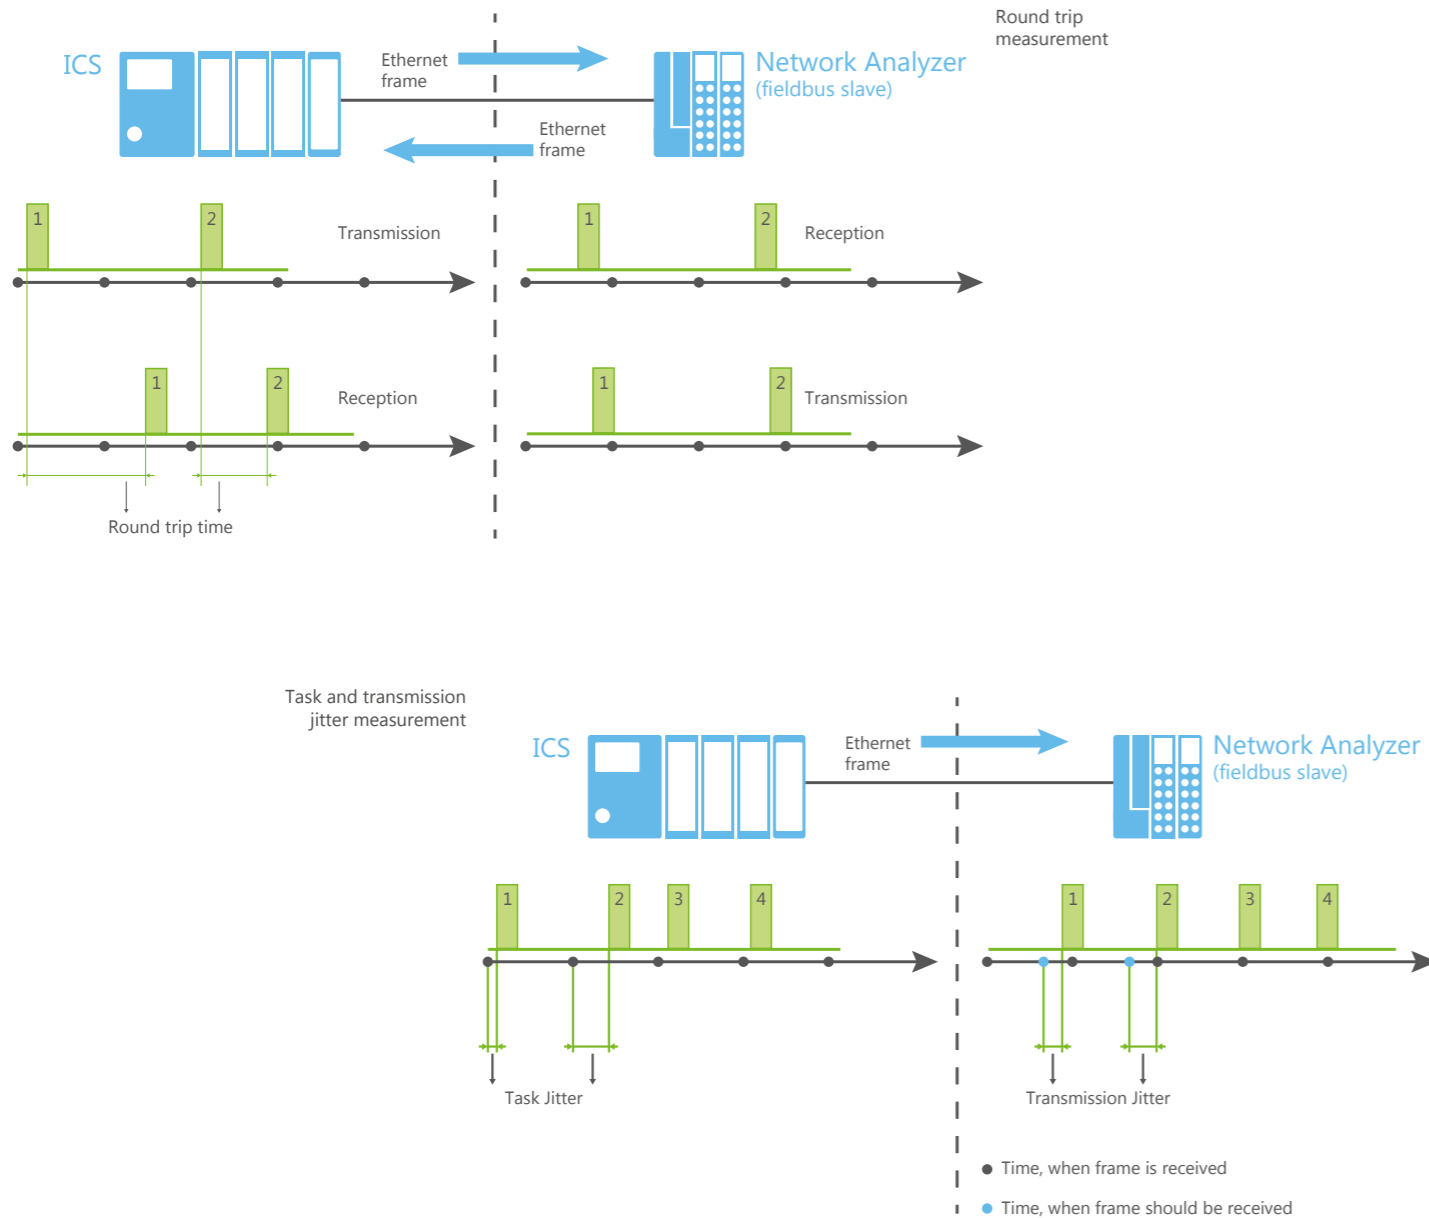 Round trip
measurement
ICS
Ethernet
frame
Network Analyzer
(fieldbus slave)
Ethernet
frame
1
2
Transmission
1
2
Reception
1
2
Reception
1
2
Transmission
Round trip time
Task and transmission
jitter measurement
ICS
Ethernet
frame
Network Analyzer
(fieldbus slave)
1
2
3
4
1
2
3
4
Task Jitter
Transmission Jitter
Time, when frame is received
Time, when frame should be received